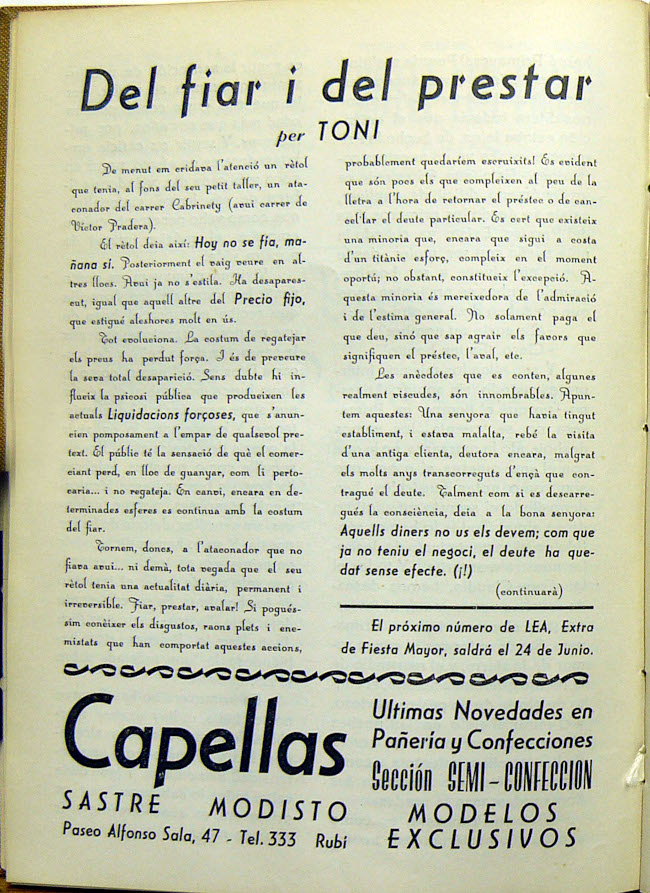 Del fiar i del prestar
per TONI
De menut em cridava l'atenció un rètol
que tenia, al fons del seu petit taller, un ata-
conador del carrer Cabrinety (avui carrer de
Víctor Pradera).
El rètol deia així: Hoy no se fía, ma-
ñana sí. Posteriorment el vaig veure en al-
tres llocs. Avui ja no s'estila. Ha desapares-
cut, igual que aquell altre del Precio fijo,
que estigué aleshores molt en ús.
Tot evoluciona. La costum de regatejar
els preus ha perdut força. I és de preveure
la seva total desaparició. Sens dubte hi in-
flueix la psicosi pública que produeixen les
actuals Liquidacions forçoses, que s'anun-
cien pomposament a l'empar de qualsevol pre-
text. El públic té la sensació de què el comer-
ciant perd, en lloc de guanyar, com li perto-
caria... i no regateja. En canvi, encara en de-
terminades esferes es continua amb la costum
del fiar.
Tornem, doncs, a l'ataconador que no
fiava avui... ni demà, tota vegada que el seu
rètol tenia una actualitat diària, permanent i
irreversible. Fiar, prestar, avalar! Si pogués-
sim conèixer els disgustos, raons plets i ene-
mistats que han comportat aquestes accions,
probablement quedaríem escruixits! Es evident
que són pocs els que compleixen al peu de la
lletra a l'hora de retornar el préstec o de can-
cel·lar el deute particular. Es cert que existeix
una minoria que, encara que sigui a costa
d'un titànic esforç, compleix en el moment
oportú; no obstant, constitueix l'excepció. A-
questa minoria és mereixedora de l'admiració
i de l'estima general. No solament paga el
que deu, sinó que sap agrair els favors que
signifiquen el préstec, l'aval, etc.
Les anècdotes que es conten, algunes
realment viscudes, són innombrables. Apun-
tem aquestes: Una senyora que havia tingut
establiment, i estava malalta, rebé la visita
d'una antiga clienta, deutora encara, malgrat
els molts anys transcorreguts d'ençà que con-
tragué el deute. Talment com si es descarre-
gués la consciència, deia a la bona senyora:
Aquells diners no us els devem; com que
ja no teniu el negoci, el deute ha que-
dat sense efecte. (¡!)
(continuarà)
El próximo número de LEA, Extra
de Fiesta Mayor, saldrá el 24 de Junio.
Capellas
SASTRE MODISTO
Paseo Alfonso Sala, 47 - Tel. 333 Rubí
Ultimas Novedades en
Pañería y Confecciones
Sección SEMI-CONFECCION
MODELOS
EXCLUSIVOS